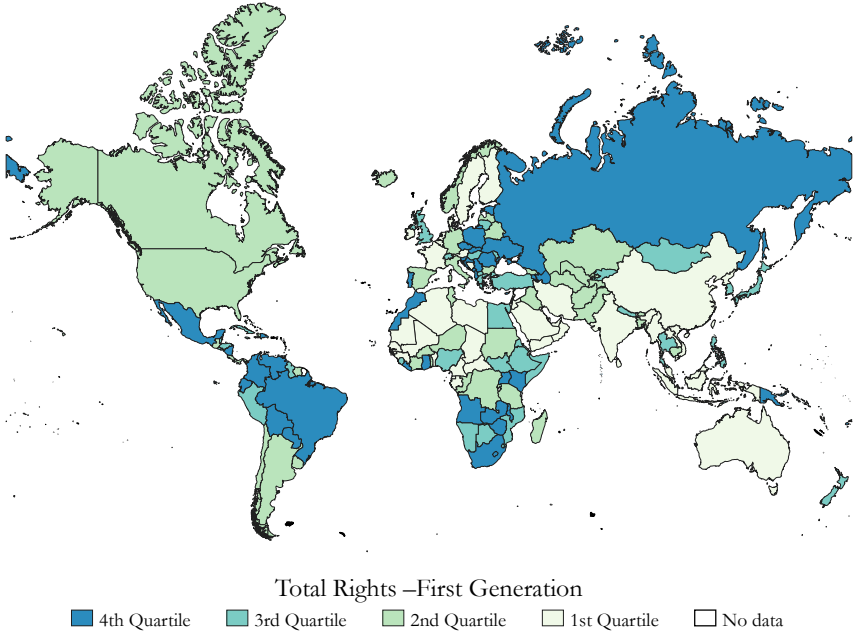 Total Rights –First Generation
4th Quartile 3rd Quartile 2nd Quartile 1st Quartile No data